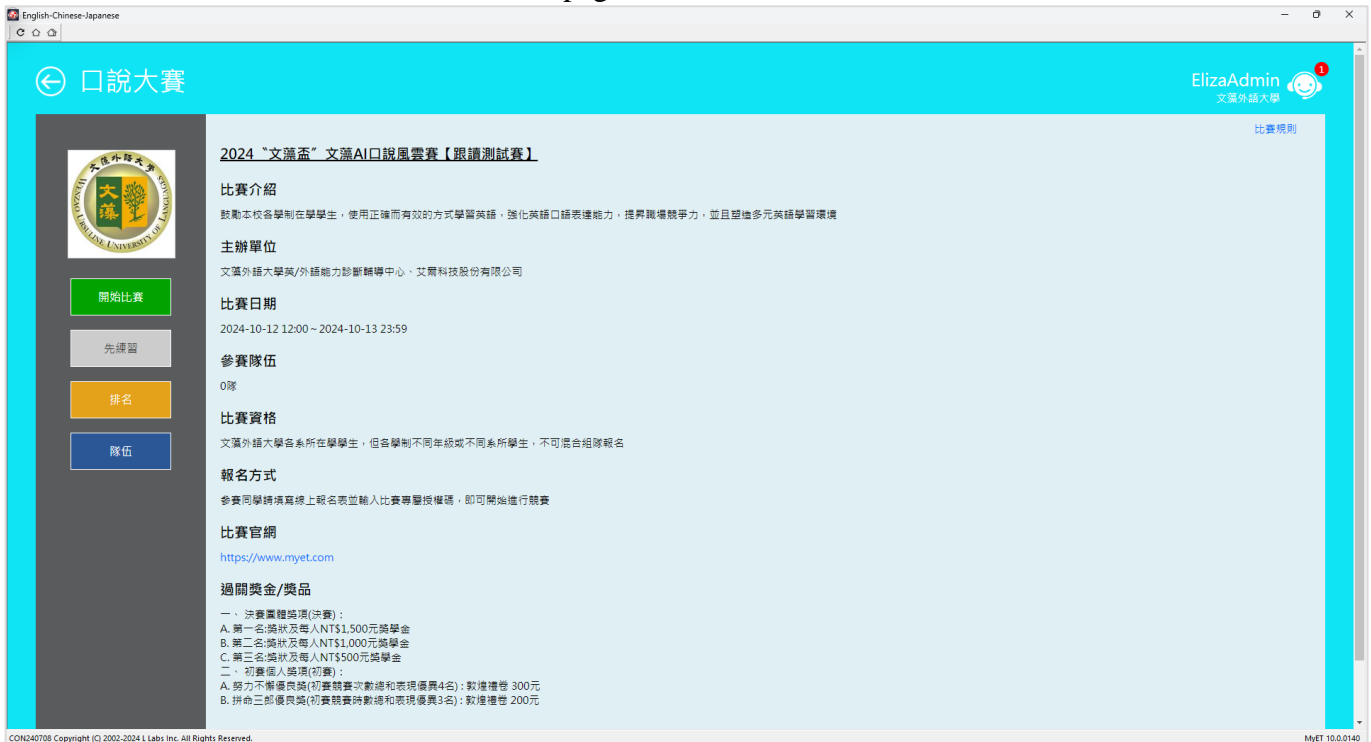 English-Chinese-Japanese
口說大賽
ElizaAdmin
1
文藻外語大學
比賽規則
文藻外語大學
文藻
WENZAO URSULINE UNIVERSITY OF LANGUAGES
開始比賽
先練習
排名
隊伍
2024〝文藻盃〞文藻AI口說風雲賽【跟讀測試賽】
比賽介紹
鼓勵本校各學制在學學生，使用正確而有效的方式學習英語，強化英語口語表達能力，提昇職場競爭力，並且塑造多元英語學習環境
主辦單位
文藻外語大學英/外語能力診斷輔導中心、艾爾科技股份有限公司
比賽日期
2024-10-12 12:00 ~ 2024-10-13 23:59
參賽隊伍
0隊
比賽資格
文藻外語大學各系所在學學生，但各學制不同年級或不同系所學生，不可混合組隊報名
報名方式
參賽同學請填寫線上報名表並輸入比賽專屬授權碼，即可開始進行競賽
比賽官網
https://www.myet.com
過關獎金/獎品
一、 決賽團體獎項(決賽)：
A. 第一名:獎狀及每人NT$1,500元獎學金
B. 第二名:獎狀及每人NT$1,000元獎學金
C. 第三名:獎狀及每人NT$500元獎學金
二、 初賽個人獎項(初賽)：
A. 努力不懈優良獎(初賽競賽次數總和表現優異4名) : 敦煌禮卷 300元
B. 拼命三郎優良獎(初賽競賽時數總和表現優異3名) : 敦煌禮卷 200元
CON240708 Copyright (C) 2002-2024 L Labs Inc. All Rights Reserved.
MyET 10.0.0140